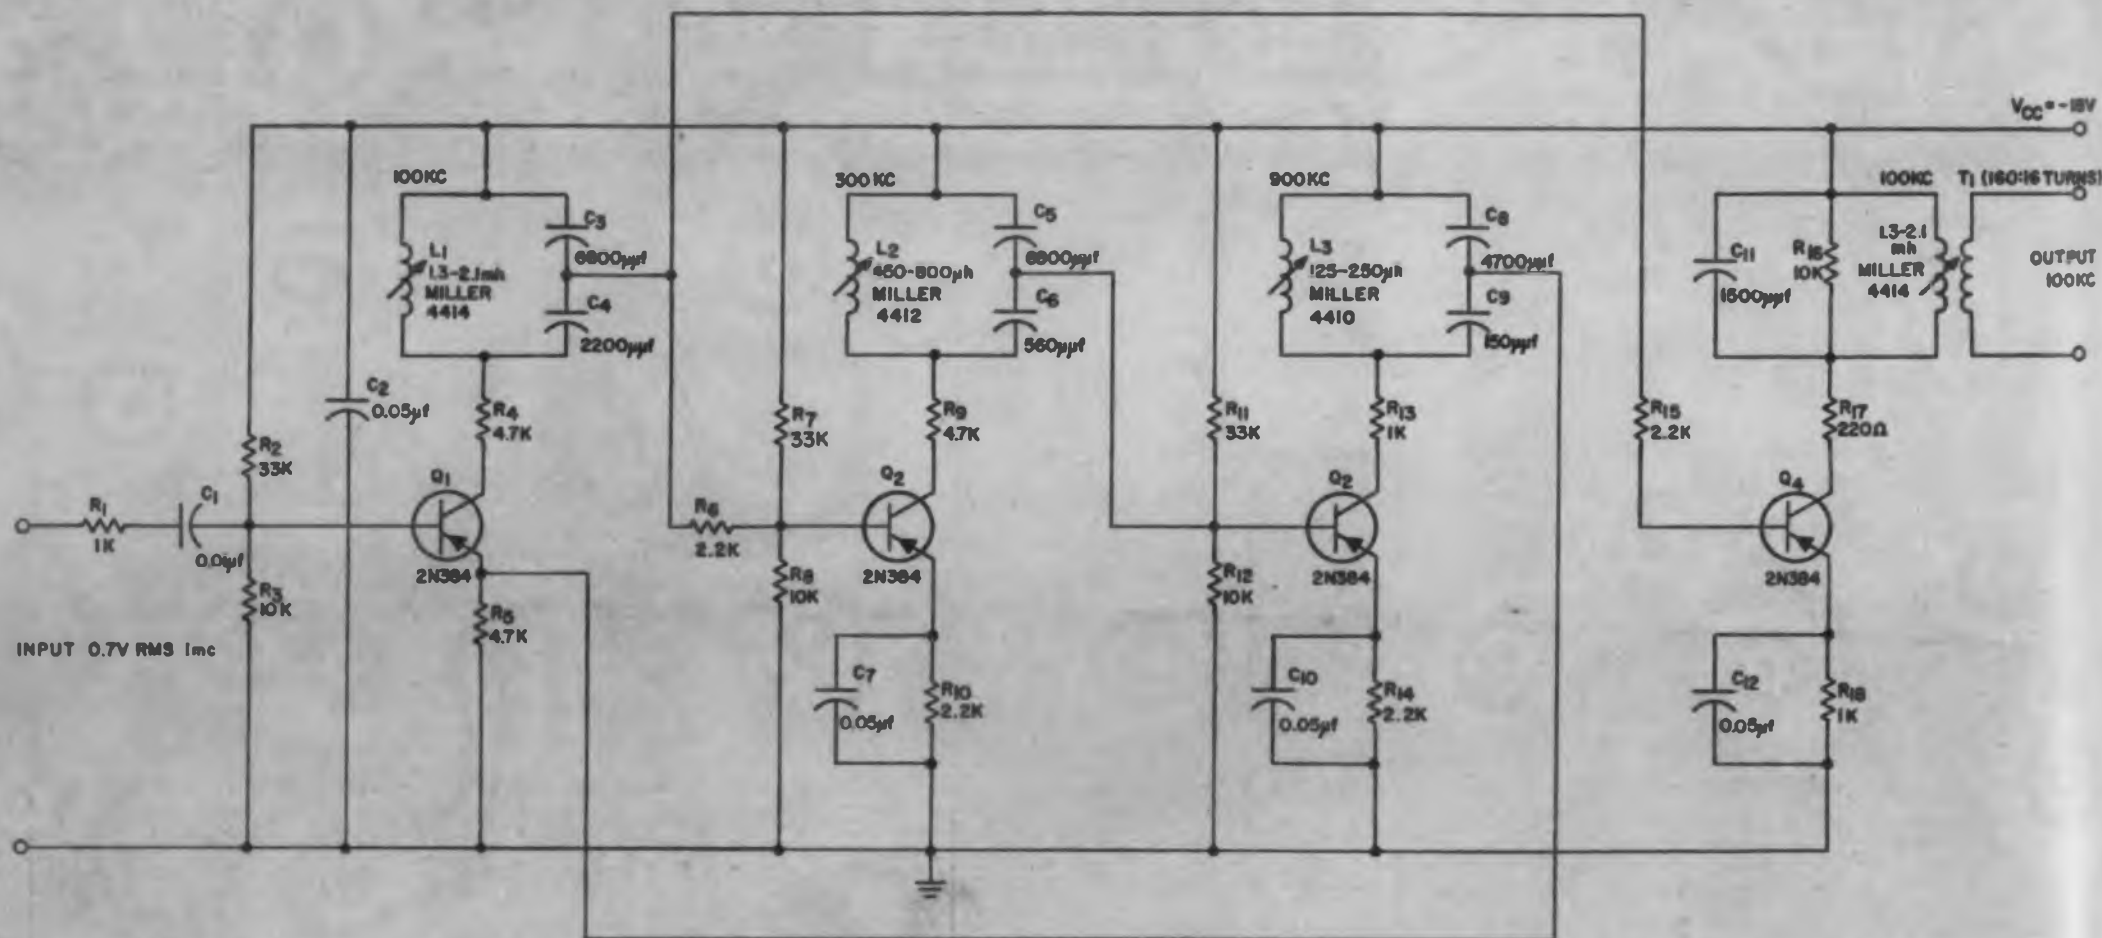 V_CC = -18V
100KC
300KC
900KC
100KC
T1 (160:16 TURNS)
C3
6800µµf
L1
1.3-2.1mh
MILLER
4414
C4
2200µµf
C5
6800µµf
L2
450-800µh
MILLER
4412
C6
560µµf
C8
4700µµf
L3
125-250µh
MILLER
4410
C9
150µµf
C11
1500µµf
R16
10K
1.3-2.1
mh
MILLER
4414
OUTPUT
100KC
C2
0.05µf
R4
4.7K
R7
33K
R9
4.7K
R11
33K
R13
1K
R15
2.2K
R17
220Ω
R2
33K
Q1
Q2
Q2
Q4
R1
1K
C1
0.01µf
R6
2.2K
2N384
2N384
2N384
2N384
R3
10K
R5
4.7K
R8
10K
R12
10K
INPUT 0.7V RMS 1mc
C7
0.05µf
R10
2.2K
C10
0.05µf
R14
2.2K
C12
0.05µf
R18
1K